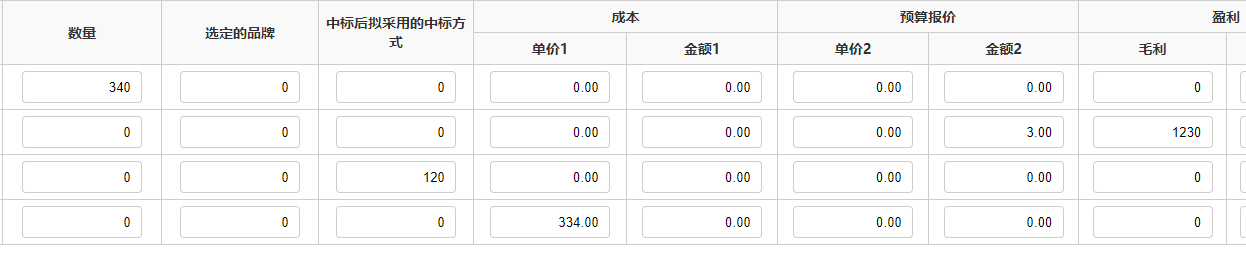 数量 选定的品牌 中标后拟采用的中标方式 成本 预算报价 盈利
单价1 金额1 单价2 金额2 毛利
340 0 0 0.00 0.00 0.00 0.00 0
0 0 0 0.00 0.00 0.00 3.00 1230
0 0 120 0.00 0.00 0.00 0.00 0
0 0 0 334.00 0.00 0.00 0.00 0